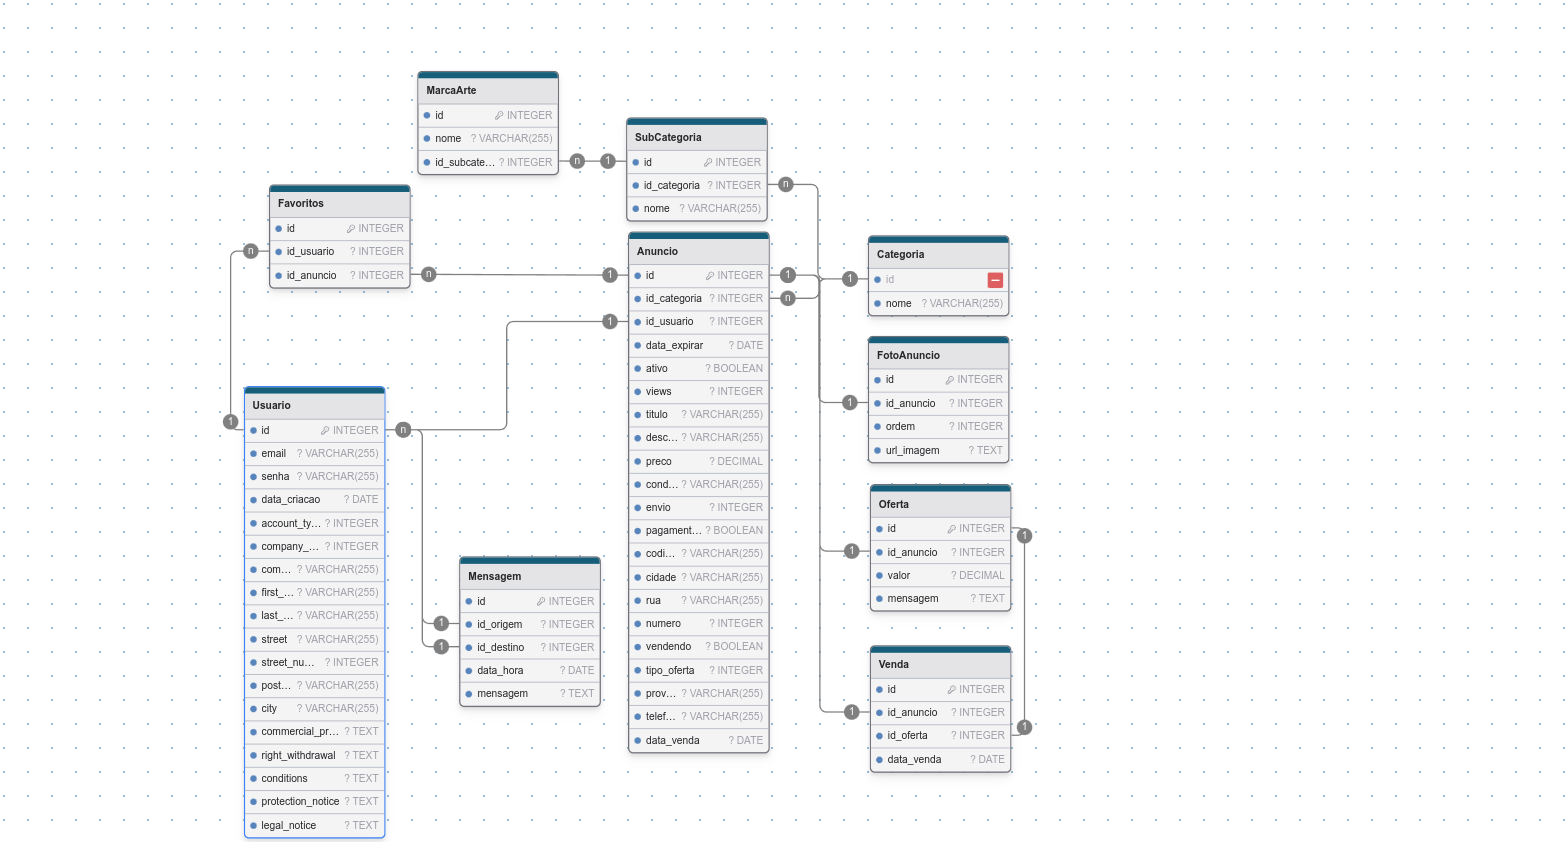 MarcaArte
id INTEGER
nome ? VARCHAR(255)
id_subcate... ? INTEGER
n 1
SubCategoria
id INTEGER
id_categoria ? INTEGER
nome ? VARCHAR(255)
n
Favoritos
id INTEGER
id_usuario ? INTEGER
id_anuncio ? INTEGER
n
n 1
Anuncio
id INTEGER
id_categoria ? INTEGER
id_usuario ? INTEGER
data_expirar ? DATE
ativo ? BOOLEAN
views ? INTEGER
titulo ? VARCHAR(255)
desc... ? VARCHAR(255)
preco ? DECIMAL
cond... ? VARCHAR(255)
envio ? INTEGER
pagament... ? BOOLEAN
codi... ? VARCHAR(255)
cidade ? VARCHAR(255)
rua ? VARCHAR(255)
numero ? INTEGER
vendendo ? BOOLEAN
tipo_oferta ? INTEGER
prov... ? VARCHAR(255)
telef... ? VARCHAR(255)
data_venda ? DATE
1
n
1
1
Categoria
id
nome ? VARCHAR(255)
FotoAnuncio
id INTEGER
id_anuncio ? INTEGER
ordem ? INTEGER
url_imagem ? TEXT
1
Oferta
id INTEGER
id_anuncio ? INTEGER
valor ? DECIMAL
mensagem ? TEXT
1
1
Venda
id INTEGER
id_anuncio ? INTEGER
id_oferta ? INTEGER
data_venda ? DATE
1
1
Usuario
id INTEGER
email ? VARCHAR(255)
senha ? VARCHAR(255)
data_criacao ? DATE
account_ty... ? INTEGER
company_... ? INTEGER
com... ? VARCHAR(255)
first_... ? VARCHAR(255)
last_... ? VARCHAR(255)
street ? VARCHAR(255)
street_nu... ? INTEGER
post... ? VARCHAR(255)
city ? VARCHAR(255)
commercial_pr... ? TEXT
right_withdrawal ? TEXT
conditions ? TEXT
protection_notice ? TEXT
legal_notice ? TEXT
1
n
1
Mensagem
id INTEGER
id_origem ? INTEGER
id_destino ? INTEGER
data_hora ? DATE
mensagem ? TEXT
1
1